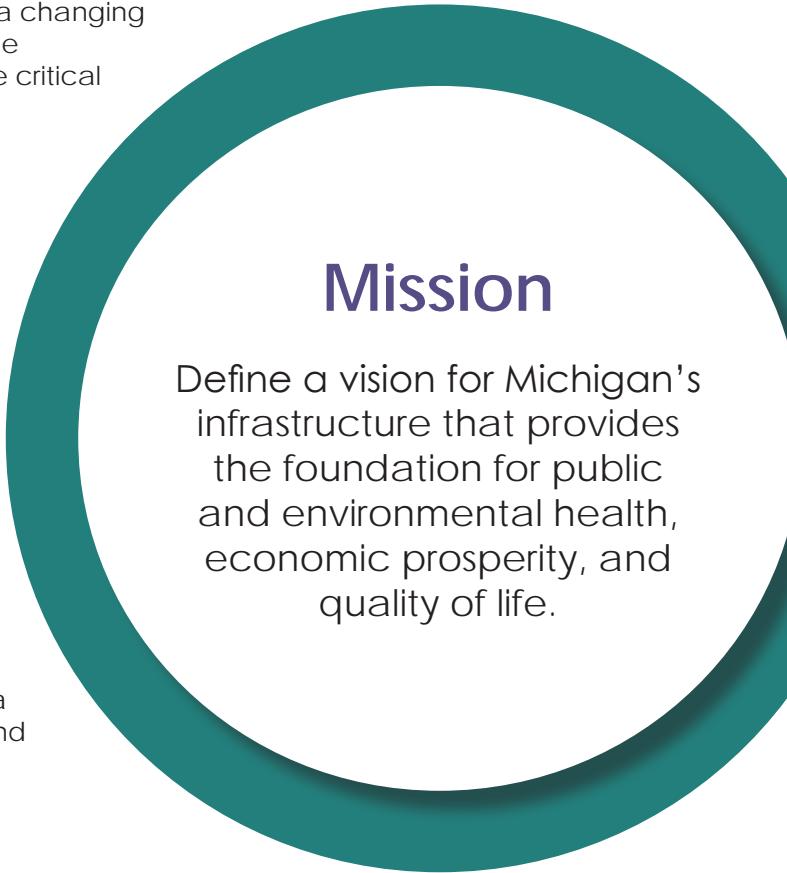 a changing
e
e critical
Mission
Define a vision for Michigan's
infrastructure that provides
the foundation for public
and environmental health,
economic prosperity, and
quality of life.
a
nd